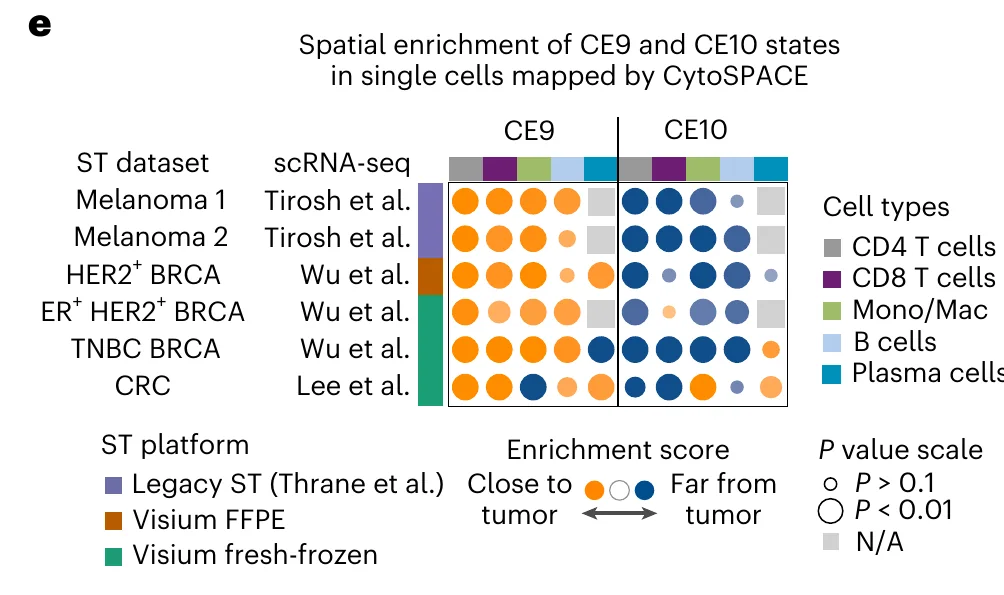 e
Spatial enrichment of CE9 and CE10 states
in single cells mapped by CytoSPACE
CE9 CE10
ST dataset scRNA-seq
Melanoma 1 Tirosh et al.
Melanoma 2 Tirosh et al.
HER2+ BRCA Wu et al.
ER+ HER2+ BRCA Wu et al.
TNBC BRCA Wu et al.
CRC Lee et al.
Cell types
CD4 T cells
CD8 T cells
Mono/Mac
B cells
Plasma cells
ST platform
Legacy ST (Thrane et al.)
Visium FFPE
Visium fresh-frozen
Enrichment score
Close to tumor
Far from tumor
P value scale
P > 0.1
P < 0.01
N/A